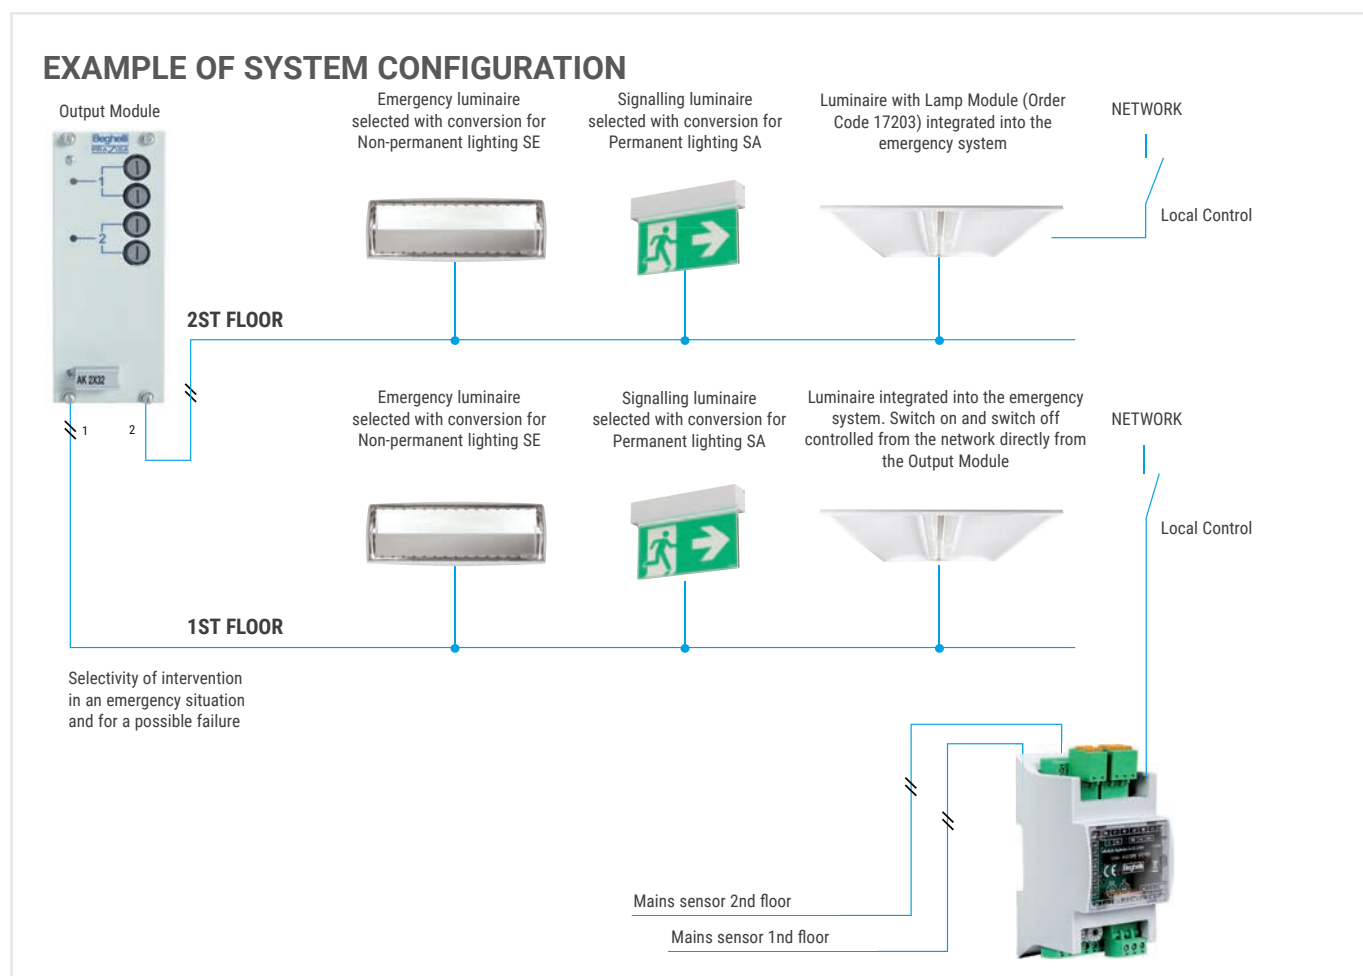 EXAMPLE OF SYSTEM CONFIGURATION
Output Module
Emergency luminaire
selected with conversion for
Non-permanent lighting SE
Signalling luminaire
selected with conversion for
Permanent lighting SA
Luminaire with Lamp Module (Order
Code 17203) integrated into the
emergency system
NETWORK
Local Control
Beghelli
1
2
AK 2X32
2ST FLOOR
1
2
Emergency luminaire
selected with conversion for
Non-permanent lighting SE
Signalling luminaire
selected with conversion for
Permanent lighting SA
Luminaire integrated into the emergency
system. Switch on and switch off
controlled from the network directly from
the Output Module
NETWORK
Local Control
1ST FLOOR
Selectivity of intervention
in an emergency situation
and for a possible failure
Mains sensor 2nd floor
Mains sensor 1nd floor
CE
Beghelli